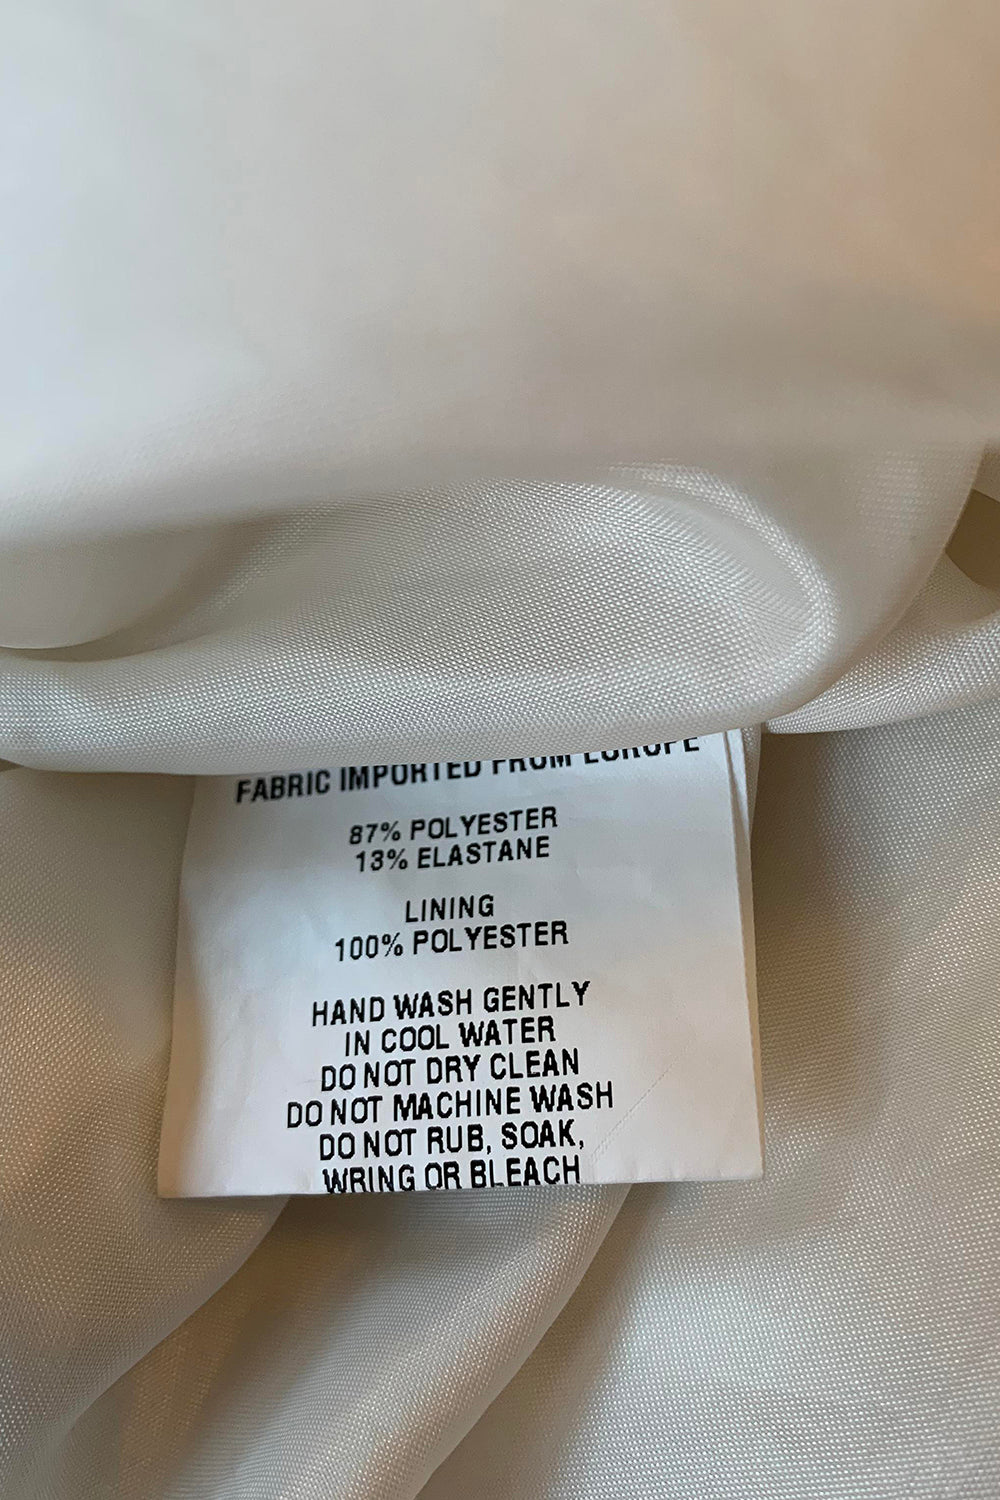 FABRIC IMPORTED FROM EUROPE
87% POLYESTER
13% ELASTANE
LINING
100% POLYESTER
HAND WASH GENTLY
IN COOL WATER
DO NOT DRY CLEAN
DO NOT MACHINE WASH
DO NOT RUB, SOAK,
WRING OR BLEACH